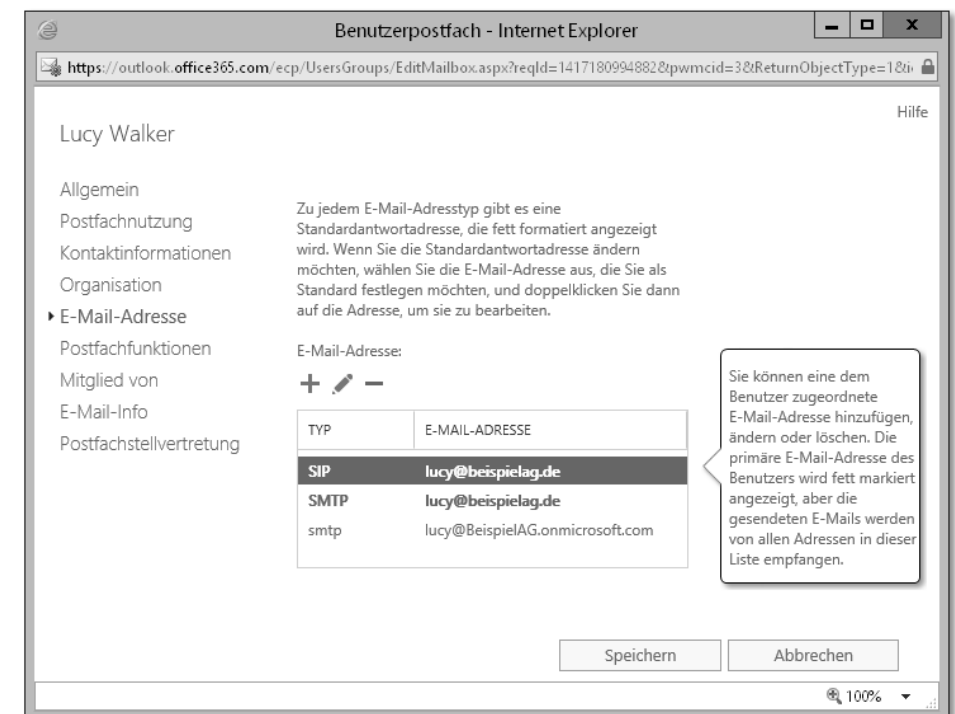 Benutzerpostfach - Internet Explorer
https://outlook.office365.com/ecp/UsersGroups/EditMailbox.aspx?reqId=1417180994882&pwmcid=3&ReturnObjectType=1&
Hilfe
Lucy Walker
Allgemein
Postfachnutzung
Kontaktinformationen
Organisation
E-Mail-Adresse
Postfachfunktionen
Mitglied von
E-Mail-Info
Postfachstellvertretung
Zu jedem E-Mail-Adresstyp gibt es eine
Standardantwortadresse, die fett formatiert angezeigt
wird. Wenn Sie die Standardantwortadresse ändern
möchten, wählen Sie die E-Mail-Adresse aus, die Sie als
Standard festlegen möchten, und doppelklicken Sie dann
auf die Adresse, um sie zu bearbeiten.
E-Mail-Adresse:
TYP E-MAIL-ADRESSE
SIP lucy@beispielag.de
SMTP lucy@beispielag.de
smtp lucy@BeispielAG.onmicrosoft.com
Sie können eine dem
Benutzer zugeordnete
E-Mail-Adresse hinzufügen,
ändern oder löschen. Die
primäre E-Mail-Adresse des
Benutzers wird fett markiert
angezeigt, aber die
gesendeten E-Mails werden
von allen Adressen in dieser
Liste empfangen.
Speichern
Abbrechen
100%